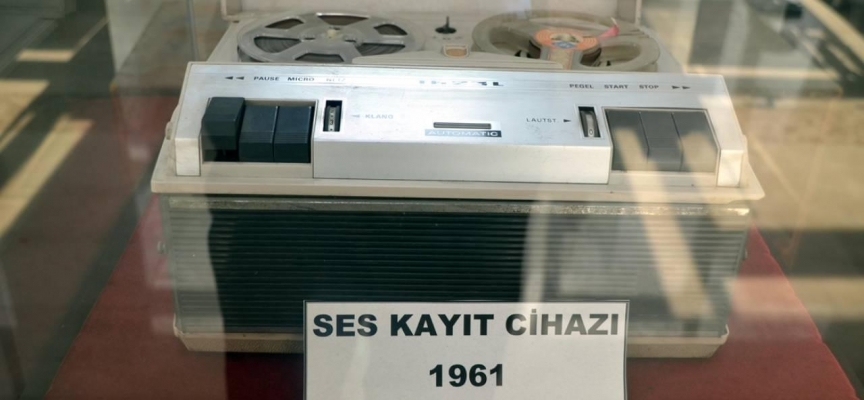 ◄◄ PAUSE MICRO
PEGEL START STOP ►►
◄ KLANG
LAUTST. ►
AUTOMATIC
SES KAYIT CİHAZI
1961